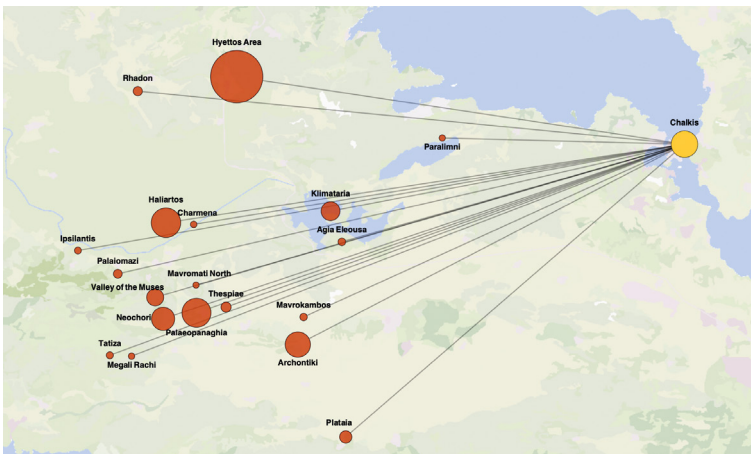 Hyettos Area
Rhadon
Chalkis
Paralimni
Haliartos
Klimataria
Charmena
Agia Eleousa
Ipsilantis
Palaiomazi
Mavromati North
Valley of the Muses
Thespiae
Mavrokambos
Neochori
Palaeopanaghia
Tatiza
Megali Rachi
Archontiki
Plataia